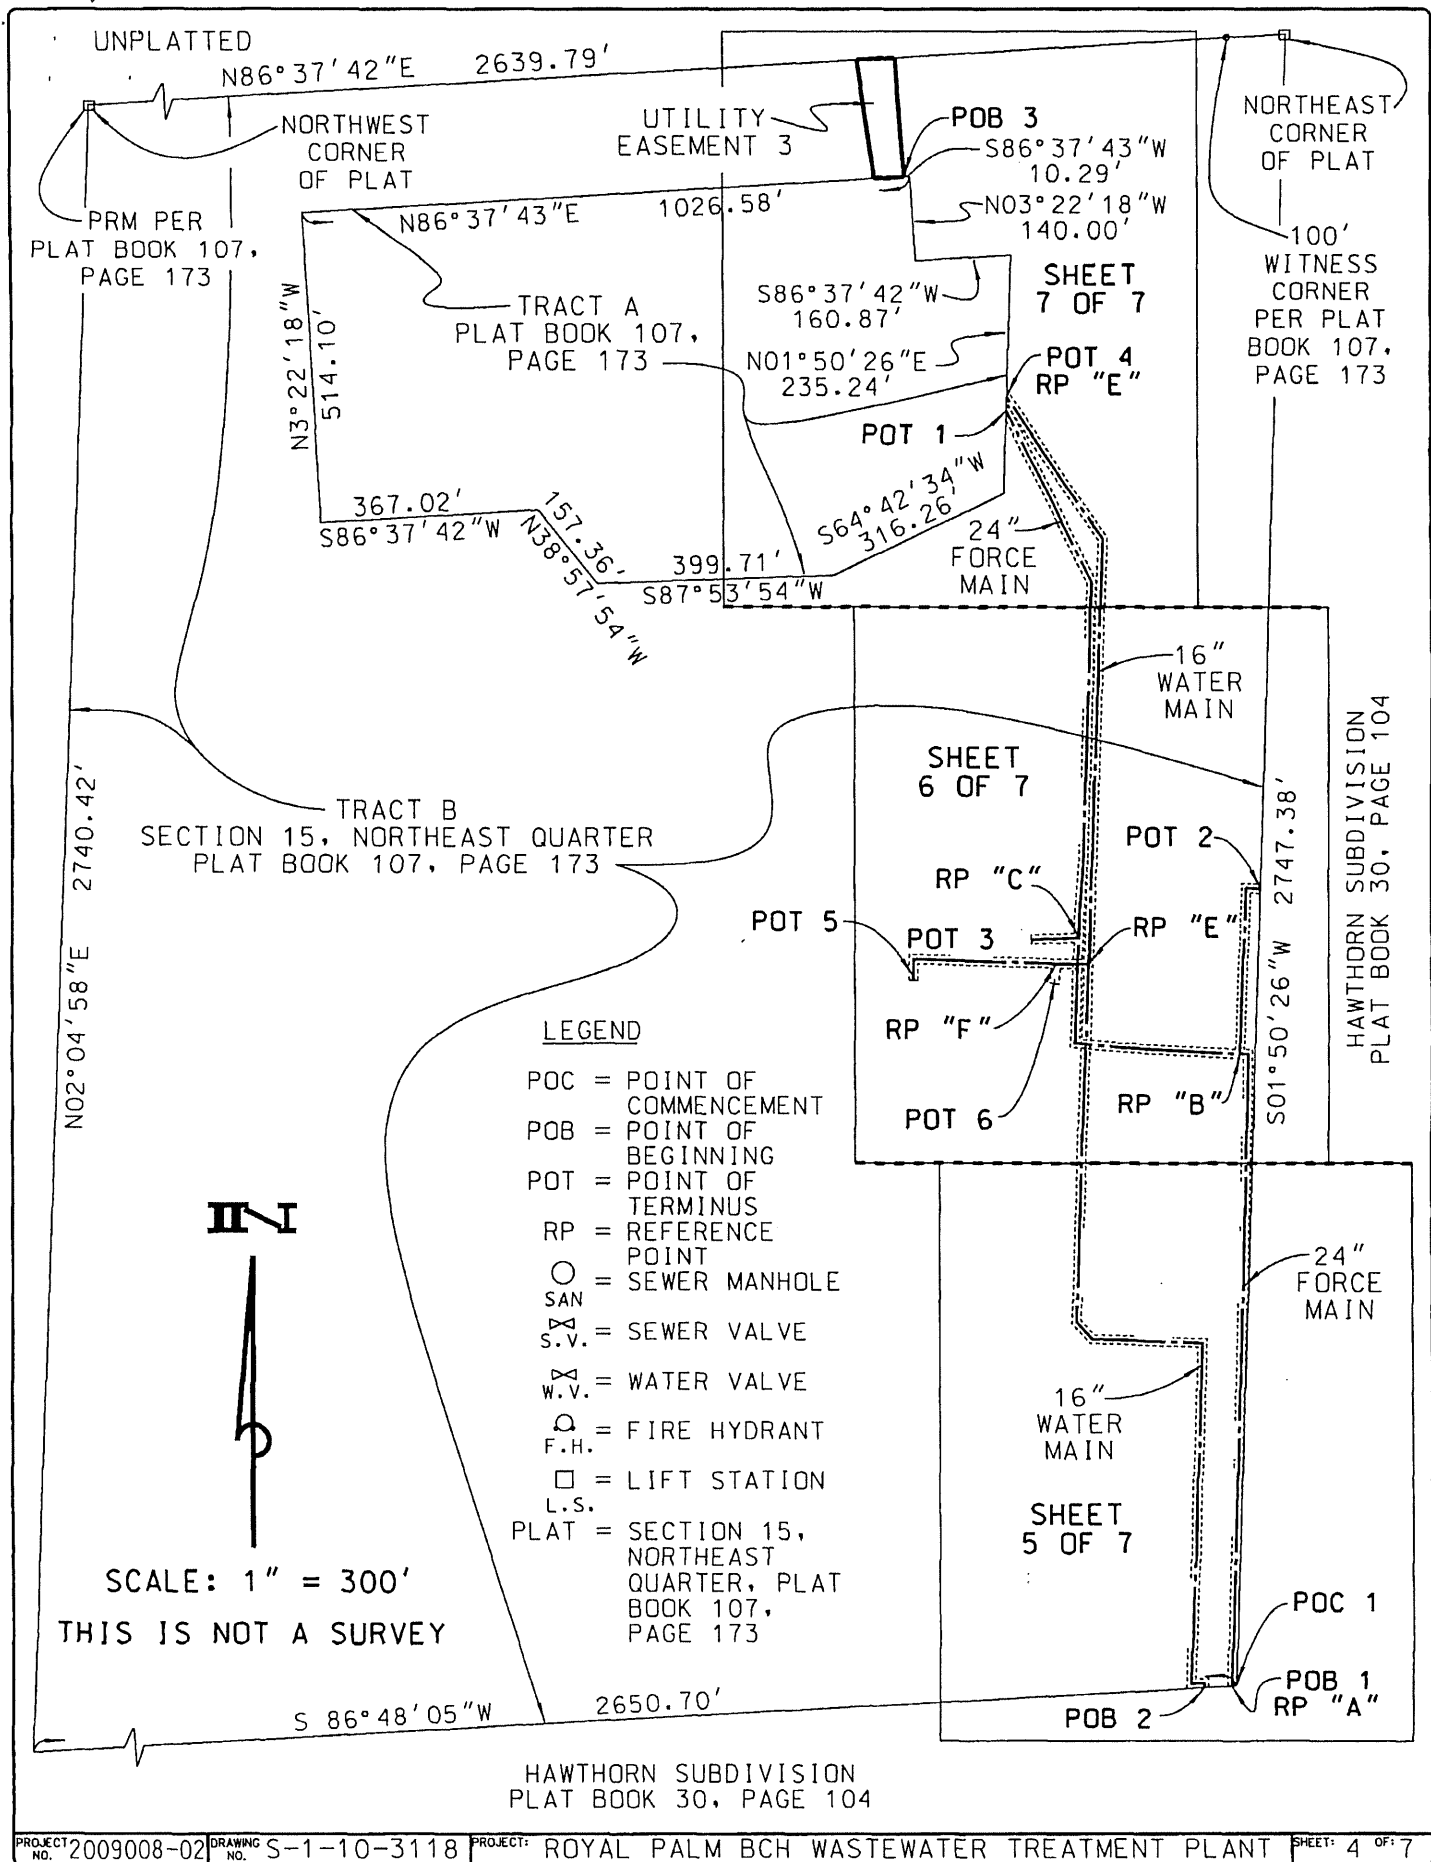 UNPLATTED
N86°37'42"E 2639.79'
NORTHWEST
CORNER
OF PLAT
PRM PER
PLAT BOOK 107,
PAGE 173
UTILITY
EASEMENT 3
POB 3
S86°37'43"W
10.29'
N03°22'18"W
140.00'
NORTHEAST
CORNER
OF PLAT
100'
WITNESS
CORNER
PER PLAT
BOOK 107,
PAGE 173
N86°37'43"E 1026.58'
N3°22'18"W
514.10'
TRACT A
PLAT BOOK 107,
PAGE 173
S86°37'42"W
160.87'
SHEET
7 OF 7
N01°50'26"E
235.24'
POT 4
RP "E"
POT 1
367.02'
S86°37'42"W
157.36'
N38°57'54"W
399.71'
S87°53'54"W
S64°42'34"W
316.26'
24"
FORCE
MAIN
16"
WATER
MAIN
SHEET
6 OF 7
TRACT B
SECTION 15, NORTHEAST QUARTER
PLAT BOOK 107, PAGE 173
N02°04'58"E 2740.42'
POT 2
RP "C"
POT 5
POT 3
RP "E"
RP "F"
POT 6
RP "B"
S01°50'26"W 2747.38'
HAWTHORN SUBDIVISION
PLAT BOOK 30, PAGE 104
LEGEND
POC = POINT OF
COMMENCEMENT
POB = POINT OF
BEGINNING
POT = POINT OF
TERMINUS
RP = REFERENCE
POINT
SAN = SEWER MANHOLE
S.V. = SEWER VALVE
W.V. = WATER VALVE
F.H. = FIRE HYDRANT
L.S. = LIFT STATION
PLAT = SECTION 15,
NORTHEAST
QUARTER, PLAT
BOOK 107,
PAGE 173
N
SCALE: 1" = 300'
THIS IS NOT A SURVEY
24"
FORCE
MAIN
16"
WATER
MAIN
SHEET
5 OF 7
POC 1
POB 1
RP "A"
POB 2
S 86°48'05"W 2650.70'
HAWTHORN SUBDIVISION
PLAT BOOK 30, PAGE 104
PROJECT NO. 2009008-02 DRAWING NO. S-1-10-3118 PROJECT: ROYAL PALM BCH WASTEWATER TREATMENT PLANT SHEET: 4 OF: 7